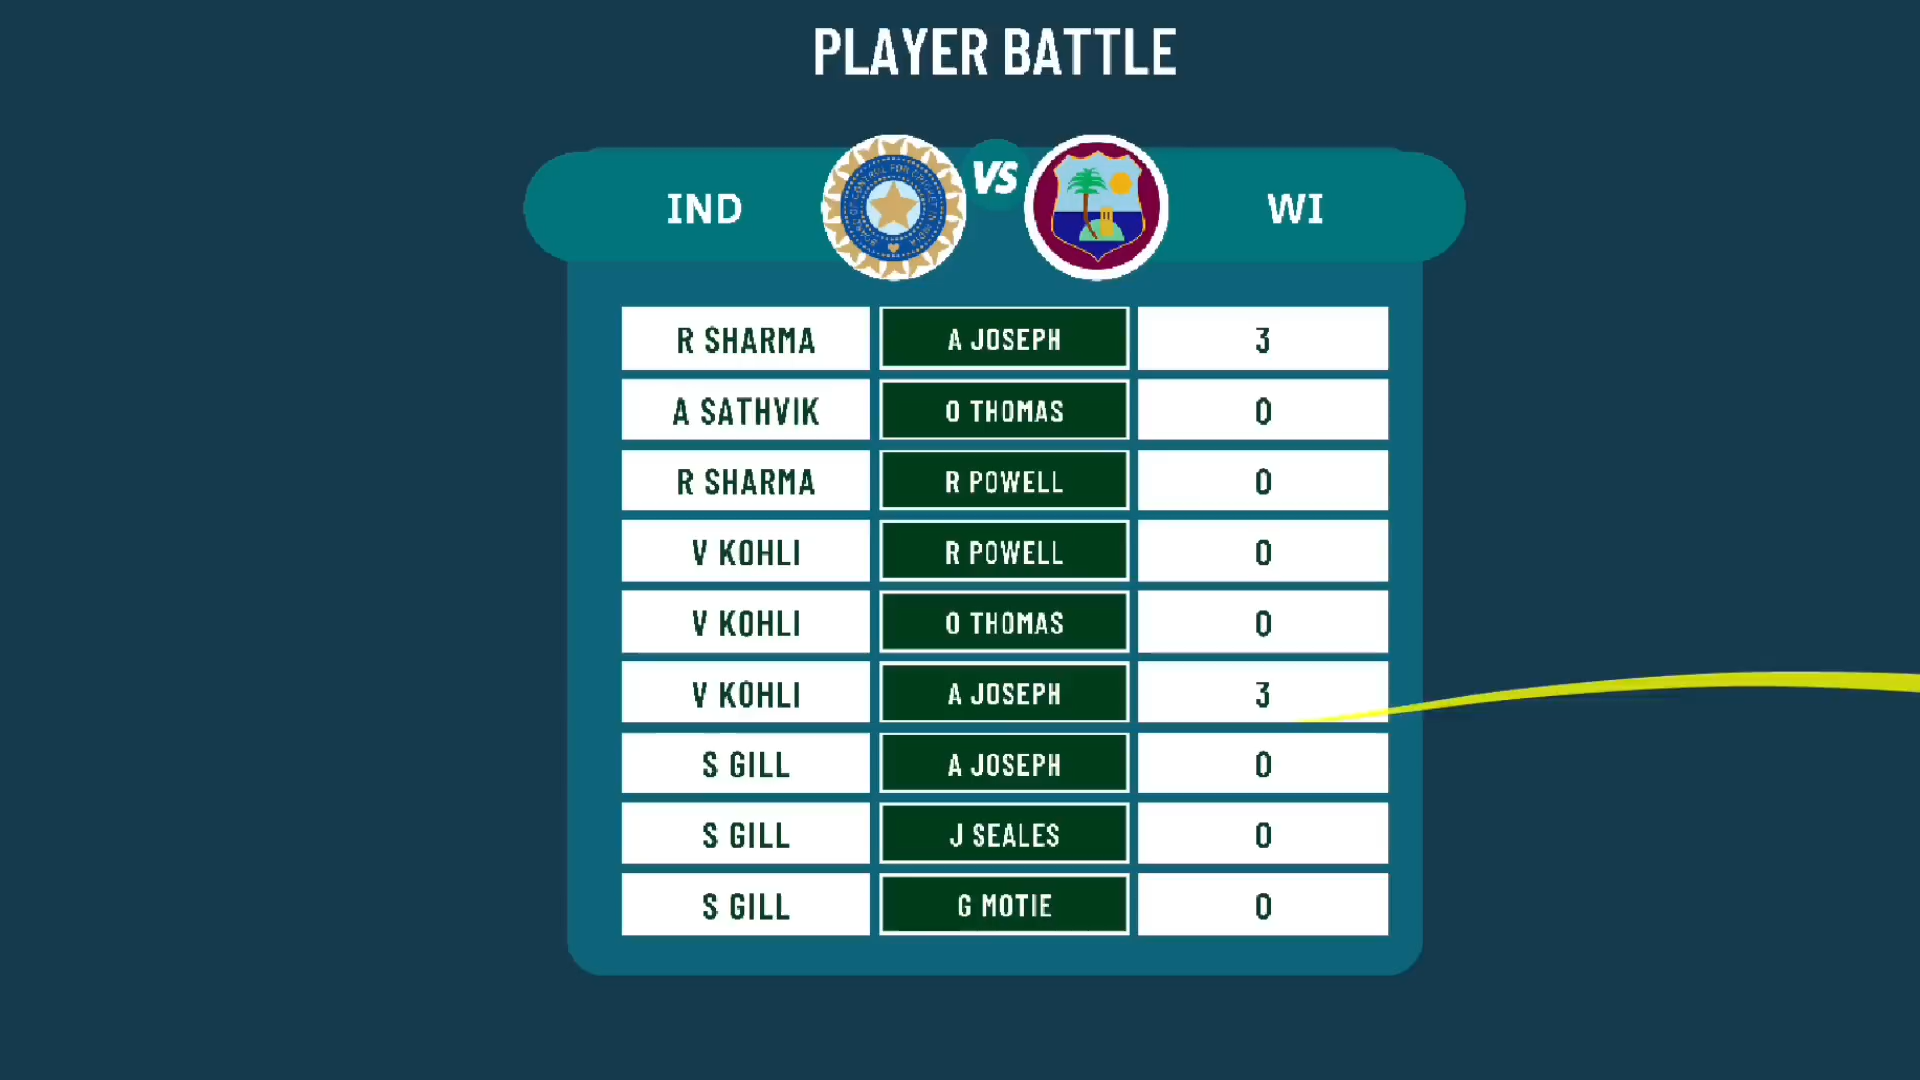 PLAYER BATTLE
IND VS WI
R SHARMA A JOSEPH 3
A SATHVIK O THOMAS 0
R SHARMA R POWELL 0
V KOHLI R POWELL 0
V KOHLI O THOMAS 0
V KOHLI A JOSEPH 3
S GILL A JOSEPH 0
S GILL J SEALES 0
S GILL G MOTIE 0